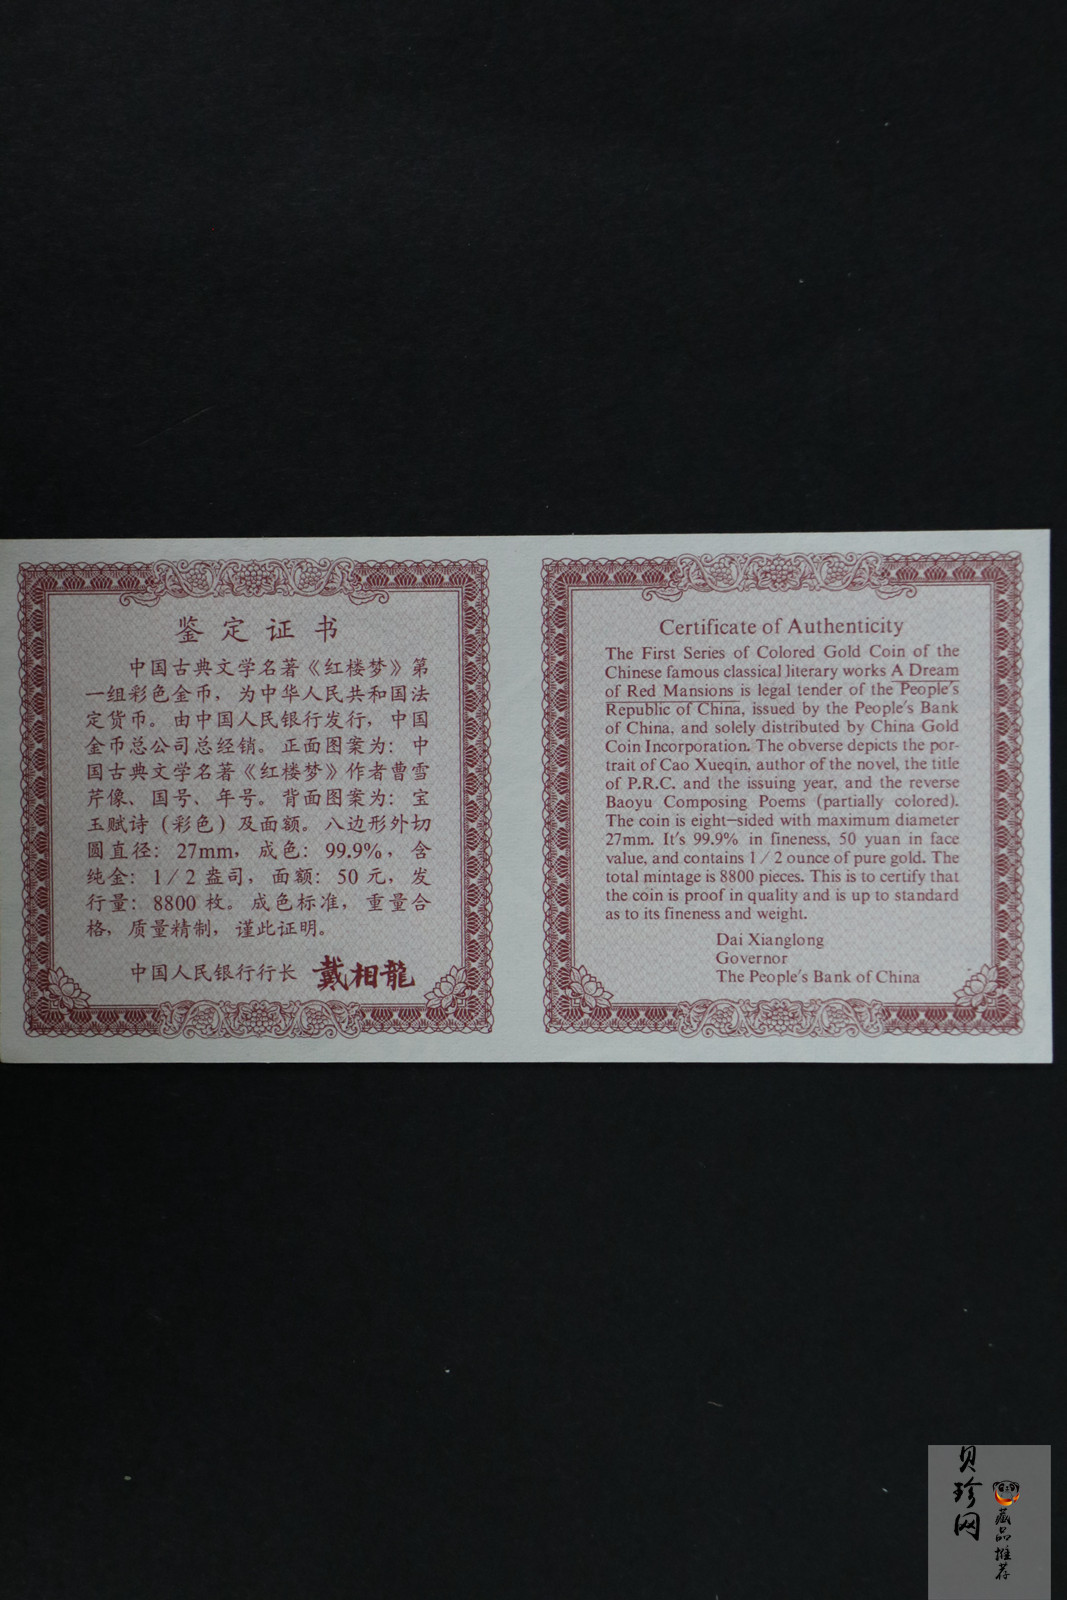 鉴定证书
中国古典文学名著《红楼梦》第
一组彩色金币，为中华人民共和国法
定货币。由中国人民银行发行，中国
金币总公司总经销。正面图案为：中
国古典文学名著《红楼梦》作者曹雪
芹像、国号、年号。背面图案为：宝
玉赋诗（彩色）及面额。八边形外切
圆直径：27mm，成色：99.9%，含
纯金：1／2盎司，面额：50元，发
行量：8800枚。成色标准，重量合
格，质量精制，谨此证明。
中国人民银行行长 戴相龍
Certificate of Authenticity
The First Series of Colored Gold Coin of the
Chinese famous classical literary works A Dream
of Red Mansions is legal tender of the People's
Republic of China, issued by the People's Bank
of China, and solely distributed by China Gold
Coin Incorporation. The obverse depicts the por-
trait of Cao Xueqin, author of the novel, the title
of P.R.C. and the issuing year, and the reverse
Baoyu Composing Poems (partially colored).
The coin is eight-sided with maximum diameter
27mm. It's 99.9% in fineness, 50 yuan in face
value, and contains 1／2 ounce of pure gold. The
total mintage is 8800 pieces. This is to certify that
the coin is proof in quality and is up to standard
as to its fineness and weight.
Dai Xianglong
Governor
The People's Bank of China
贝珍网
藏品推荐